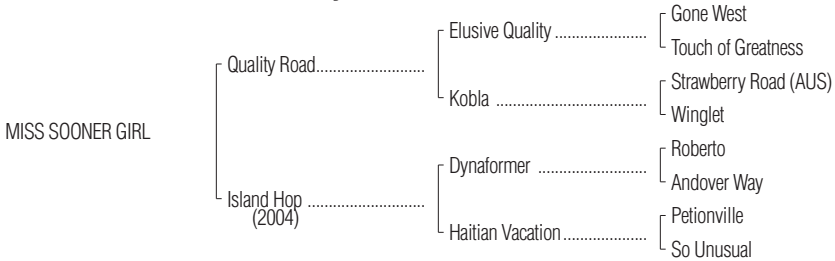 Gone West
Elusive Quality ....................
Touch of Greatness
Quality Road........................
Strawberry Road (AUS)
Kobla .................................
Winglet
MISS SOONER GIRL
Roberto
Dynaformer ........................
Andover Way
Island Hop ..........................
(2004)
Petionville
Haitian Vacation..................
So Unusual